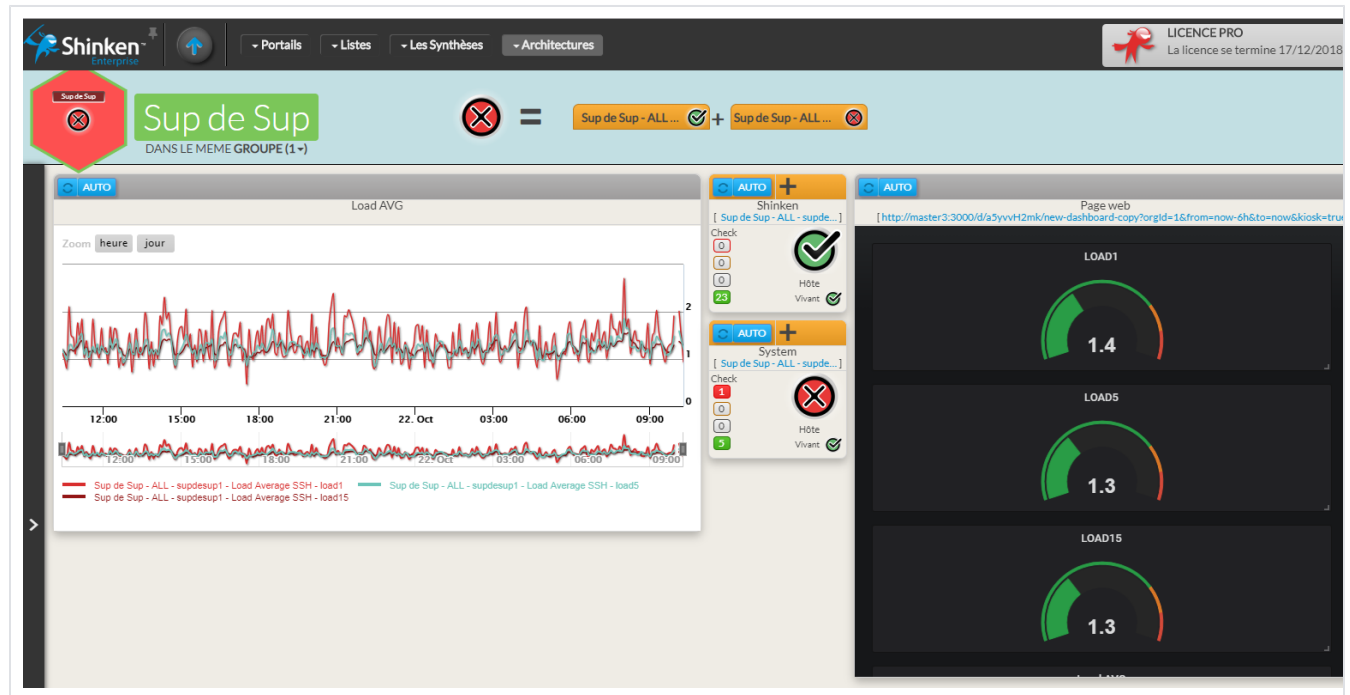 Shinken™
Enterprise
Portails
Listes
Les Synthèses
Architectures
LICENCE PRO
La licence se termine 17/12/2018
Sup de Sup
Sup de Sup
DANS LE MEME GROUPE (1)
=
Sup de Sup - ALL ...
+
Sup de Sup - ALL ...
AUTO
Load AVG
Zoom heure jour
2
1
0
12:00 15:00 18:00 21:00 22. Oct 03:00 06:00 09:00
12:00 15:00 18:00 21:00 22. Oct 03:00 06:00 09:00
Sup de Sup - ALL - supdesup1 - Load Average SSH - load1
Sup de Sup - ALL - supdesup1 - Load Average SSH - load5
Sup de Sup - ALL - supdesup1 - Load Average SSH - load15
AUTO +
Shinken
[ Sup de Sup - ALL - supde... ]
Check
0
0
0
23
Hôte
Vivant
AUTO +
System
[ Sup de Sup - ALL - supde... ]
Check
1
0
0
5
Hôte
Vivant
AUTO
Page web
[ http://master3:3000/d/a5yvvH2mk/new-dashboard-copy?orgId=1&from=now-6h&to=now&kiosk=true
LOAD1
1.4
LOAD5
1.3
LOAD15
1.3